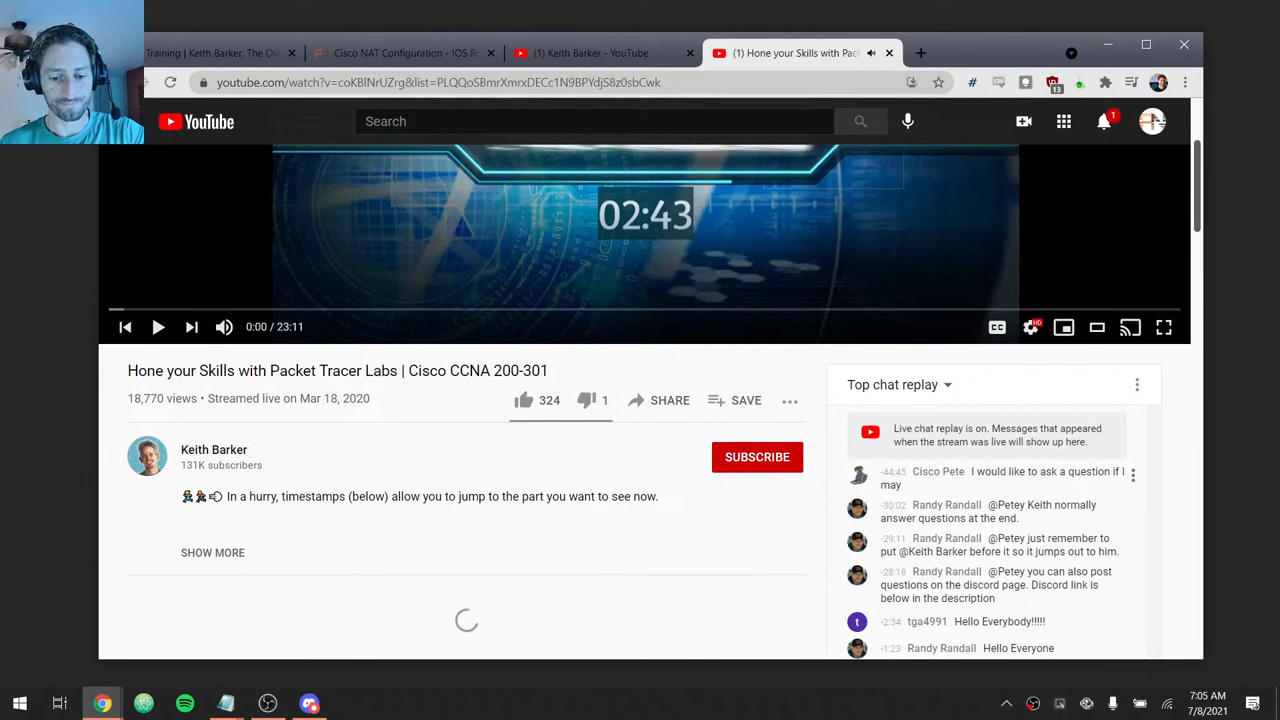 Training | Keith Barker, The OG
Cisco NAT Configuration - IOS R
(1) Keith Barker - YouTube
(1) Hone your Skills with Pac
youtube.com/watch?v=coKBlNrUZrg&list=PLQQoSBmrXmrxDECc1N9BPYdjS8z0sbCwk
13
YouTube
Search
1
02:43
0:00 / 23:11
CC
HD
Hone your Skills with Packet Tracer Labs | Cisco CCNA 200-301
18,770 views • Streamed live on Mar 18, 2020
324
1
SHARE
SAVE
Keith Barker
131K subscribers
SUBSCRIBE
In a hurry, timestamps (below) allow you to jump to the part you want to see now.
SHOW MORE
Top chat replay
Live chat replay is on. Messages that appeared
when the stream was live will show up here.
-44:45 Cisco Pete I would like to ask a question if I
may
-30:02 Randy Randall @Petey Keith normally
answer questions at the end.
-29:11 Randy Randall @Petey just remember to
put @Keith Barker before it so it jumps out to him.
-28:18 Randy Randall @Petey you can also post
questions on the discord page. Discord link is
below in the description
t
-2:34 tga4991 Hello Everybody!!!!!
-1:23 Randy Randall Hello Everyone
7:05 AM
7/8/2021